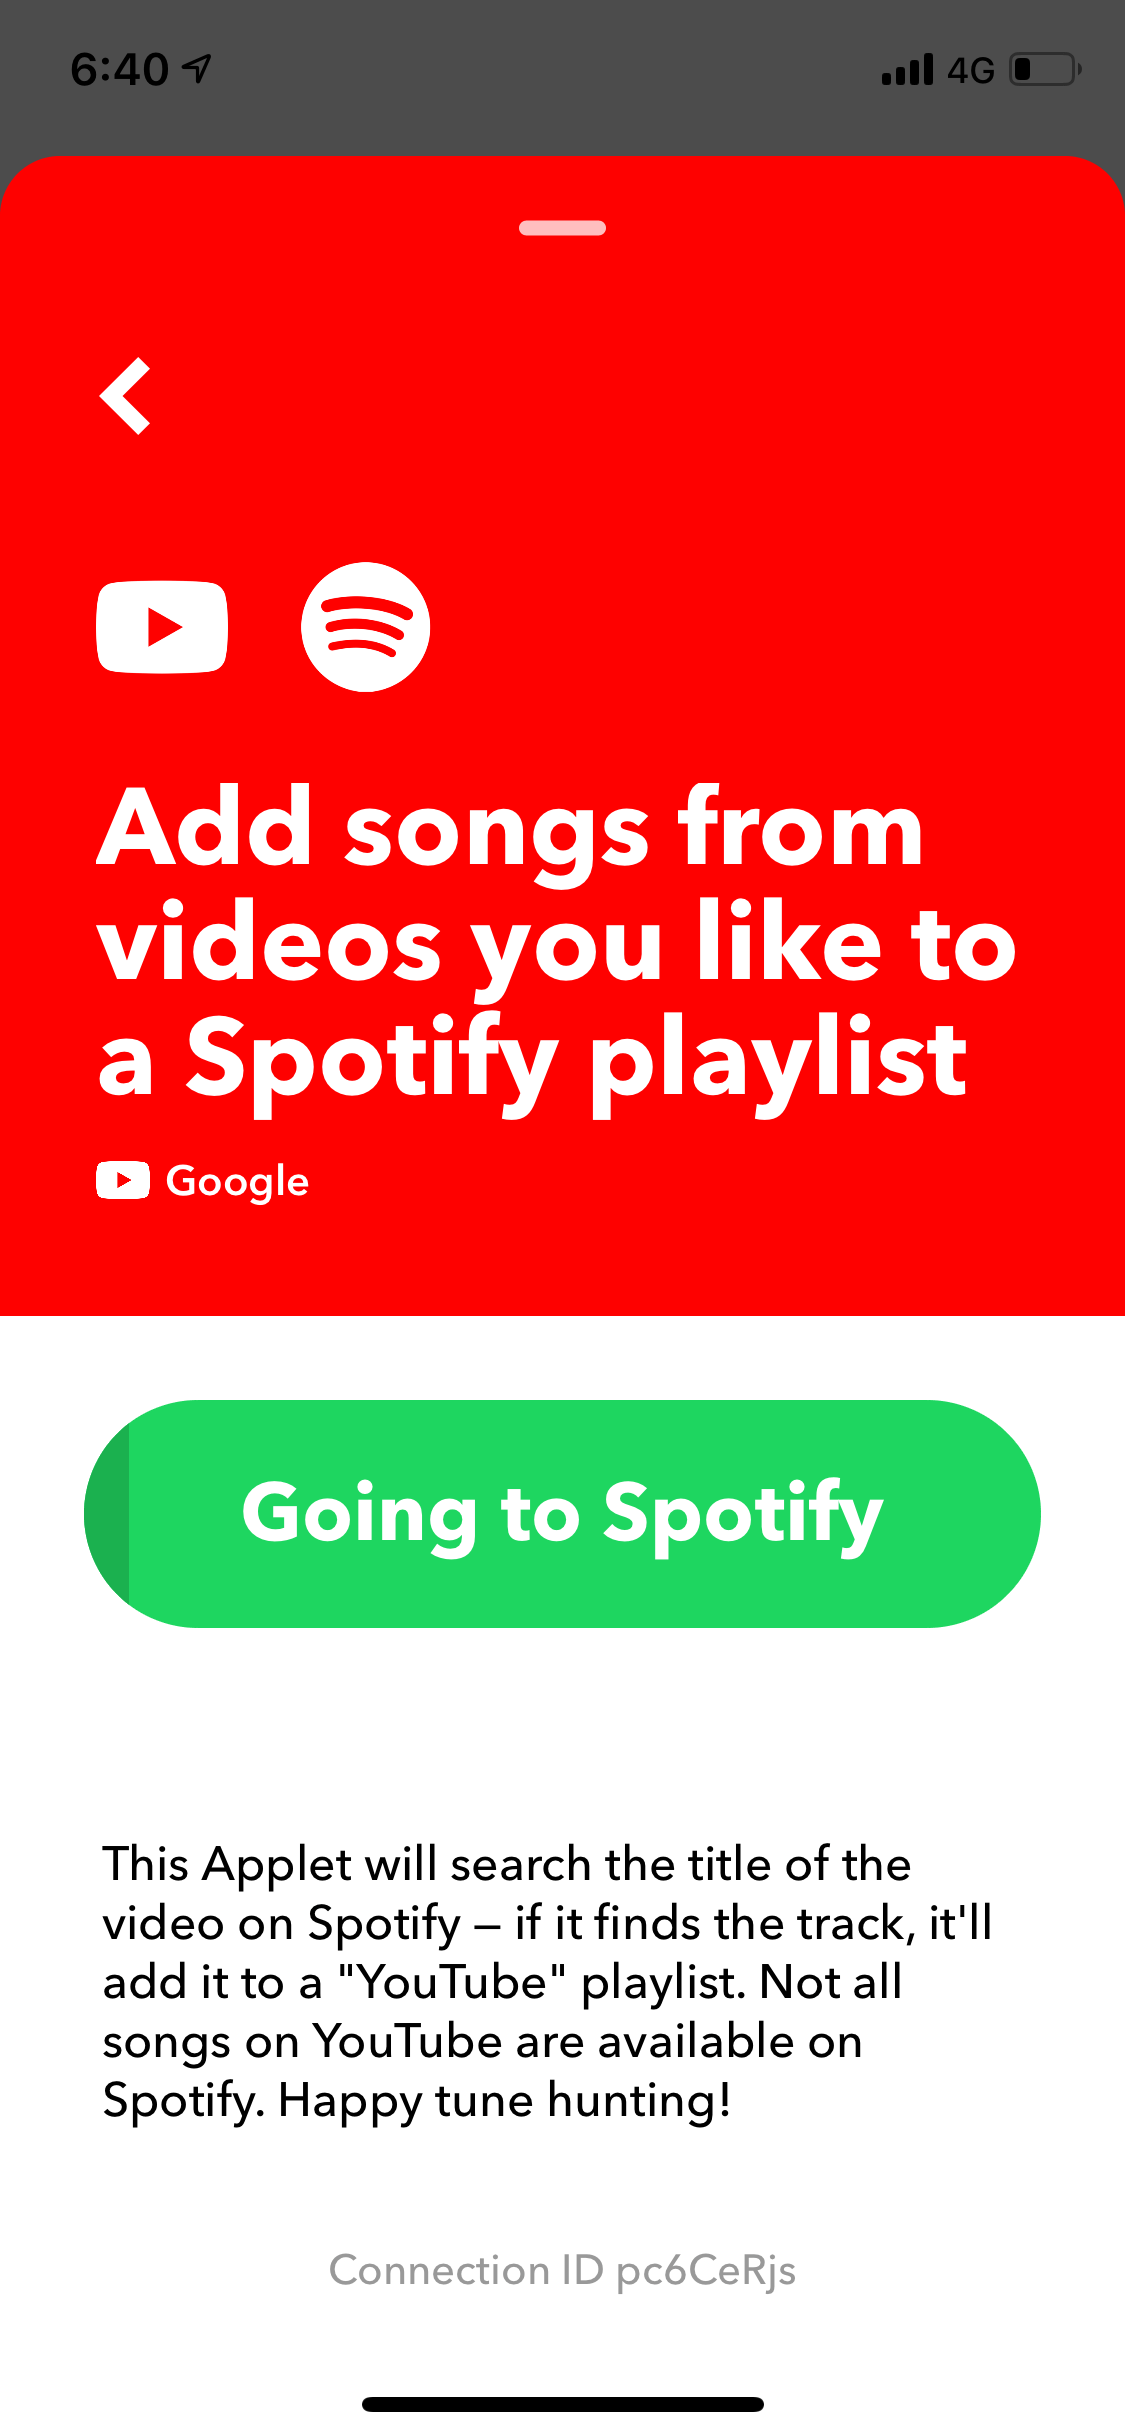 6:40
4G
Add songs from
videos you like to
a Spotify playlist
Google
Going to Spotify
This Applet will search the title of the
video on Spotify – if it finds the track, it'll
add it to a "YouTube" playlist. Not all
songs on YouTube are available on
Spotify. Happy tune hunting!
Connection ID pc6CeRjs